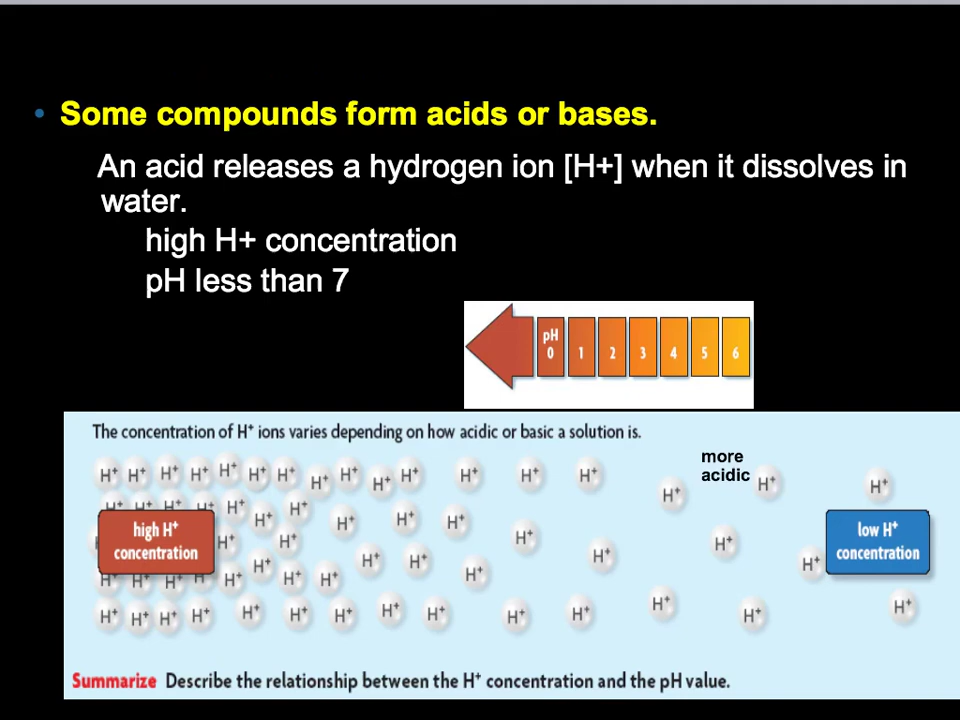 • Some compounds form acids or bases.
An acid releases a hydrogen ion [H+] when it dissolves in
water.
high H+ concentration
pH less than 7
pH
0 1 2 3 4 5 6
The concentration of H⁺ ions varies depending on how acidic or basic a solution is.
more
acidic
H⁺ H⁺ H⁺ H⁺ H⁺ H⁺ H⁺ H⁺ H⁺ H⁺ H⁺ H⁺ H⁺ H⁺ H⁺ H⁺ H⁺
H⁺ H⁺ H⁺ H⁺ H⁺ H⁺ H⁺ H⁺ H⁺ H⁺
high H⁺
concentration
low H⁺
concentration
H⁺ H⁺ H⁺ H⁺ H⁺ H⁺ H⁺ H⁺
H⁺ H⁺ H⁺ H⁺ H⁺ H⁺ H⁺ H⁺ H⁺
H⁺ H⁺ H⁺ H⁺ H⁺ H⁺ H⁺ H⁺ H⁺ H⁺ H⁺ H⁺ H⁺ H⁺
Summarize Describe the relationship between the H⁺ concentration and the pH value.